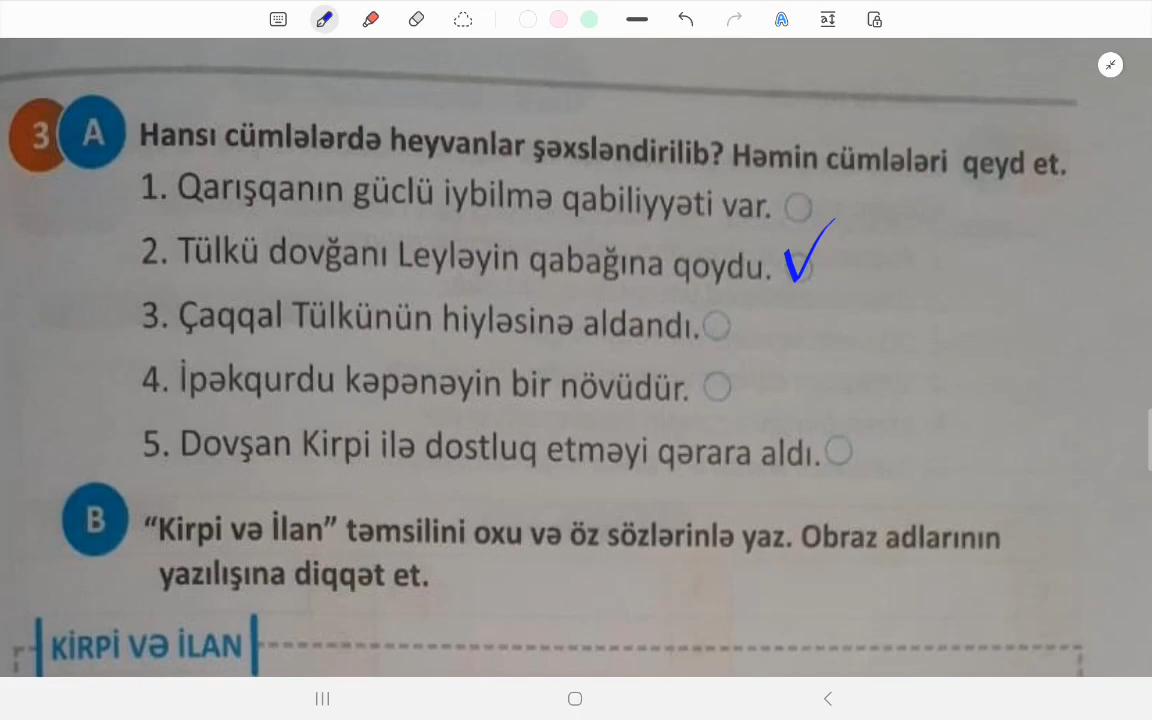 3 A Hansı cümlələrdə heyvanlar şəxsləndirilib? Həmin cümlələri qeyd et.
1. Qarışqanın güclü iybilmə qabiliyyəti var.
2. Tülkü dovğanı Leyləyin qabağına qoydu.
3. Çaqqal Tülkünün hiyləsinə aldandı.
4. İpəkqurdu kəpənəyin bir növüdür.
5. Dovşan Kirpi ilə dostluq etməyi qərara aldı.
B "Kirpi və İlan" təmsilini oxu və öz sözlərinlə yaz. Obraz adlarının
yazılışına diqqət et.
KİRPİ VƏ İLAN